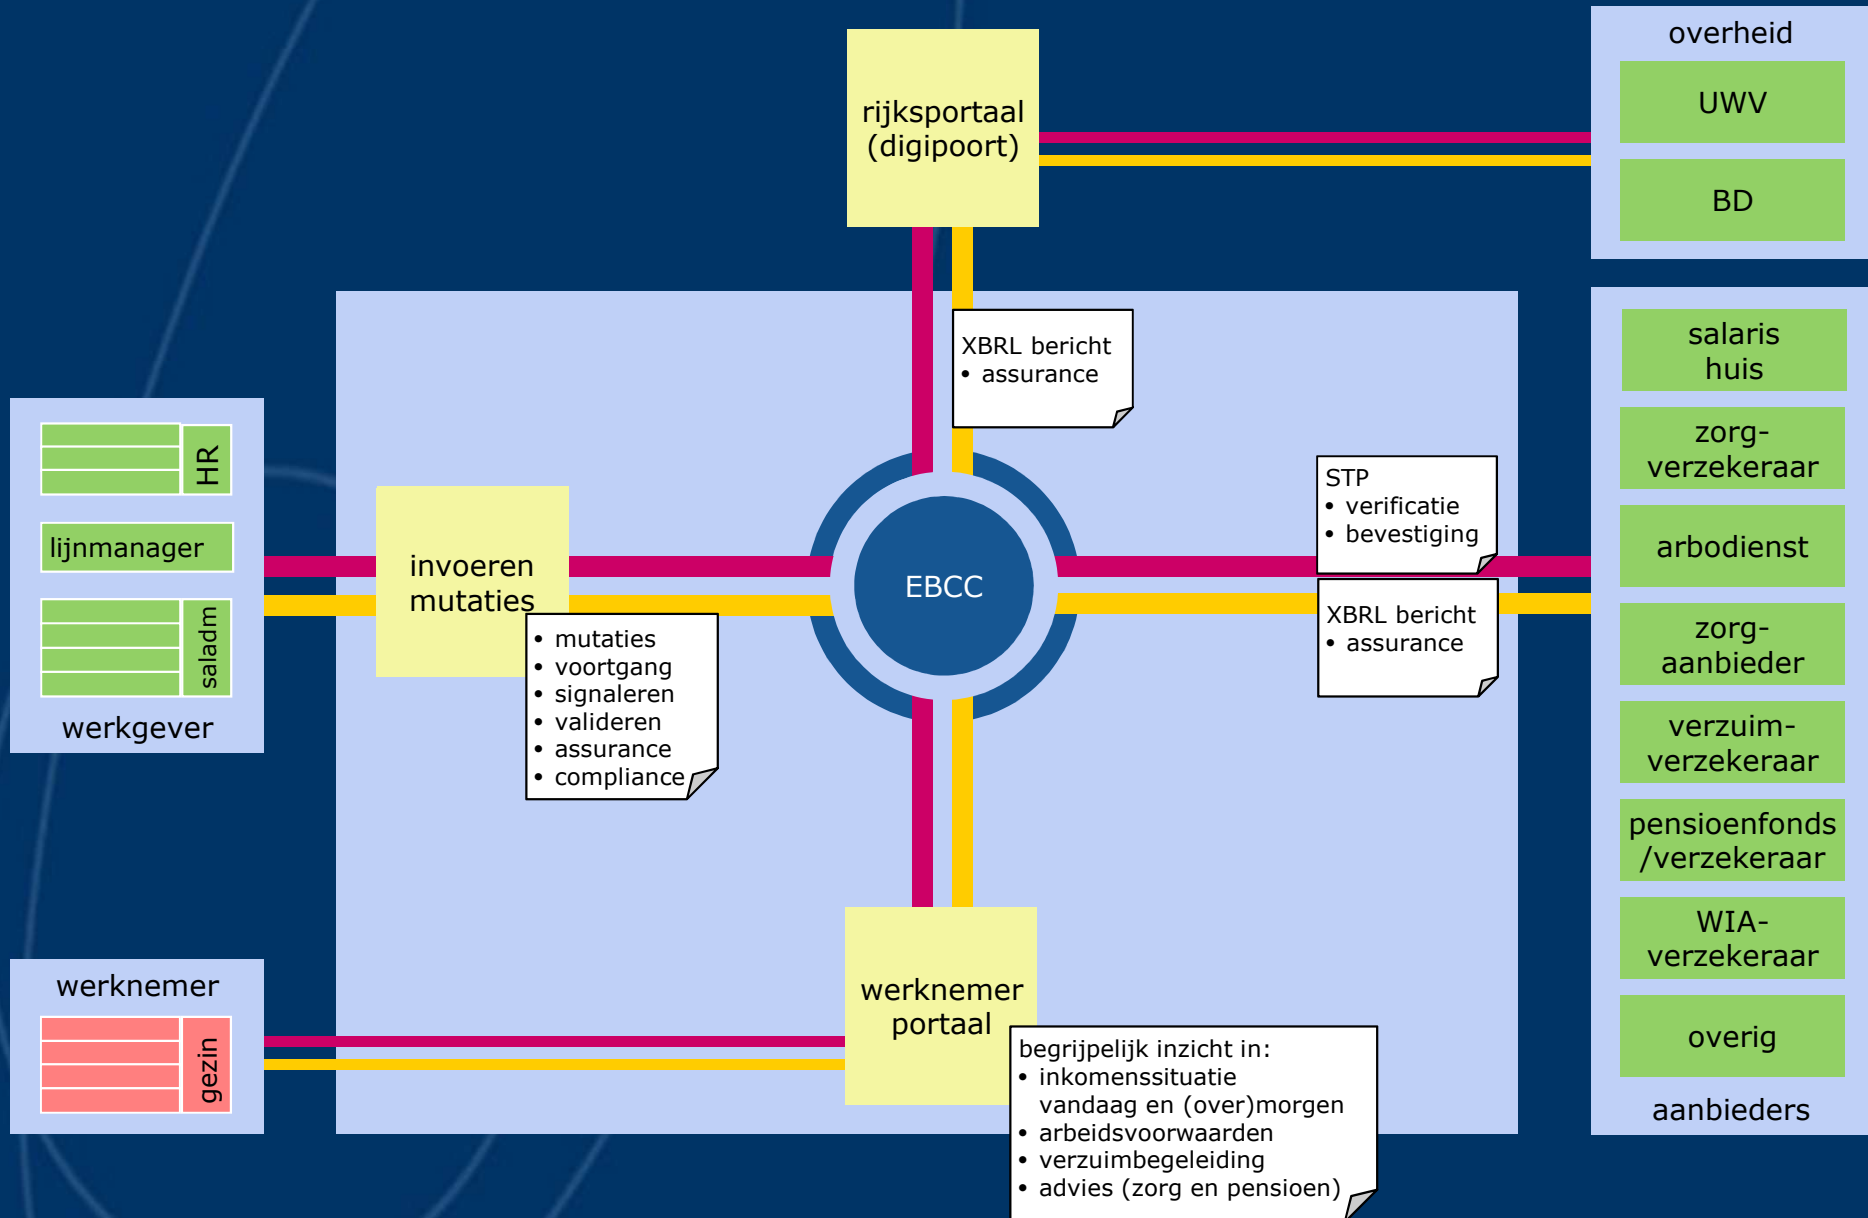 overheid
UWV
BD
rijksportaal
(digipoort)
XBRL bericht
• assurance
HR
lijnmanager
saladm
werkgever
invoeren
mutaties
• mutaties
• voortgang
• signaleren
• valideren
• assurance
• compliance
EBCC
STP
• verificatie
• bevestiging
XBRL bericht
• assurance
salaris
huis
zorg-
verzekeraar
arbodienst
zorg-
aanbieder
verzuim-
verzekeraar
pensioenfonds
/verzekeraar
WIA-
verzekeraar
overig
aanbieders
werknemer
gezin
werknemer
portaal
begrijpelijk inzicht in:
• inkomenssituatie
vandaag en (over)morgen
• arbeidsvoorwaarden
• verzuimbegeleiding
• advies (zorg en pensioen)